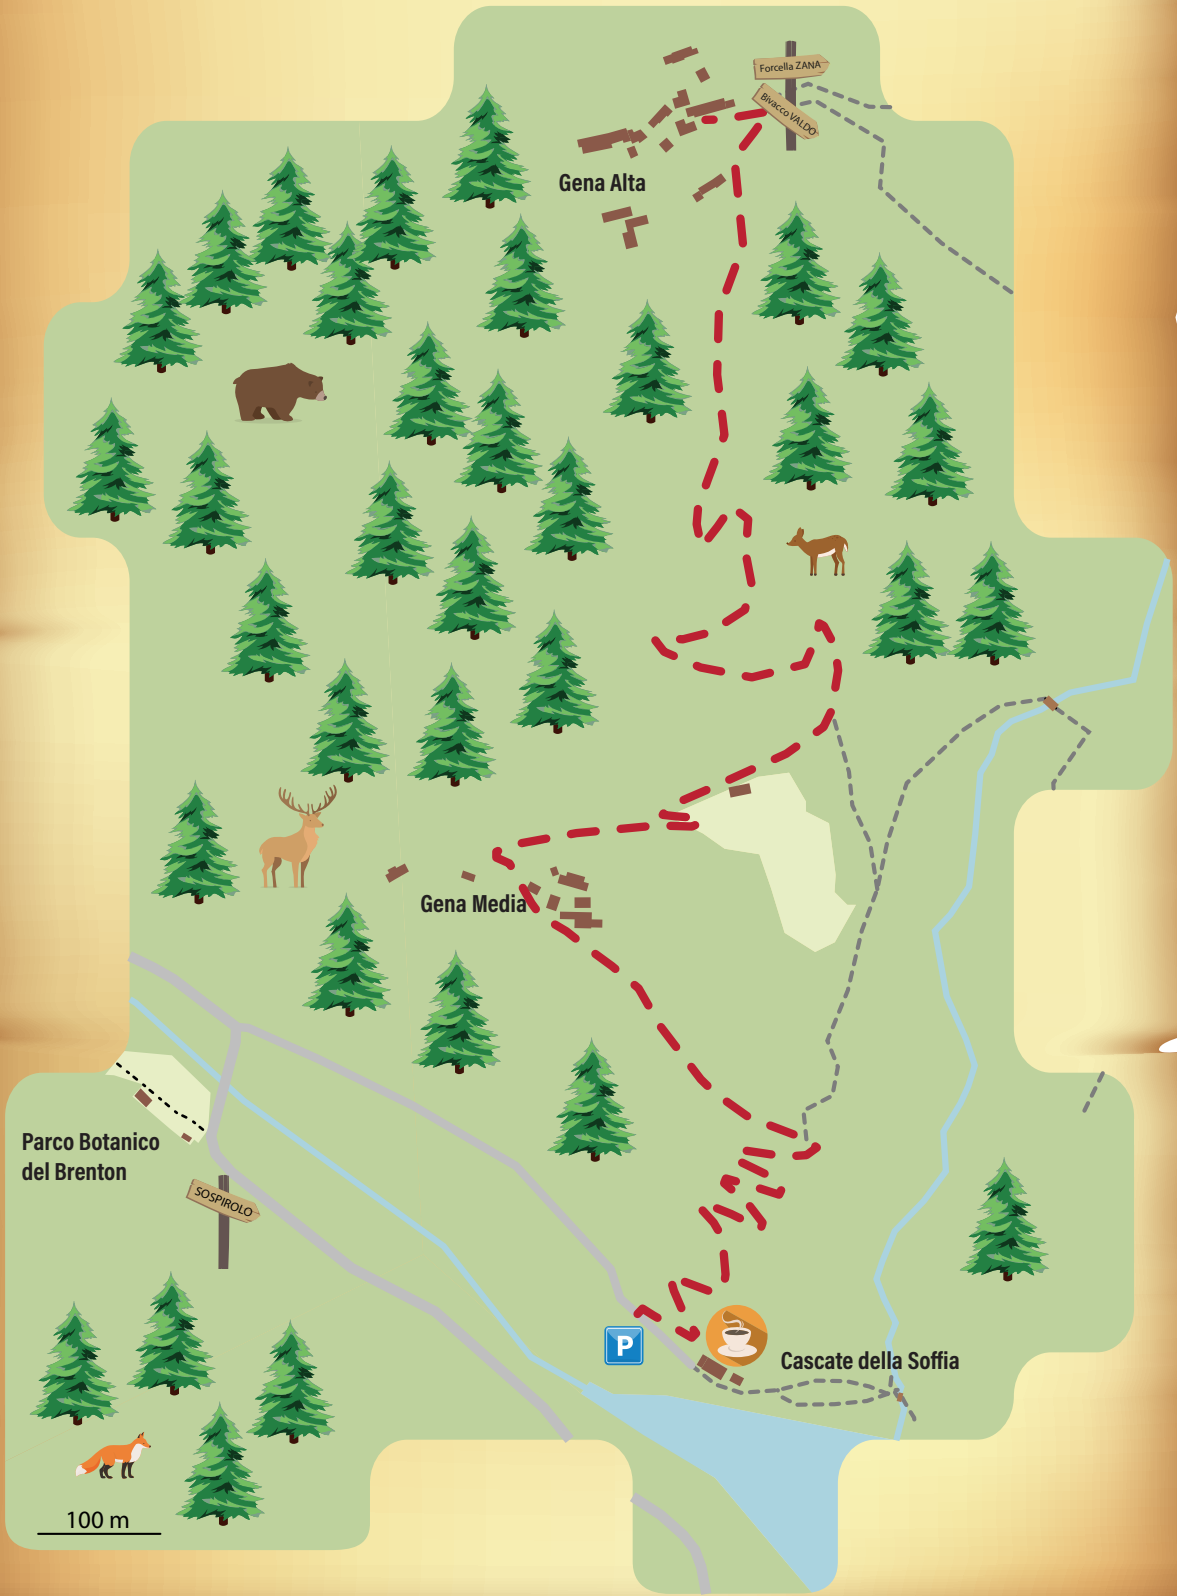 Forcella ZANA
Bivacco VALDO
Gena Alta
Gena Media
Parco Botanico
del Brenton
SOSPIROLO
P
Cascate della Soffia
100 m